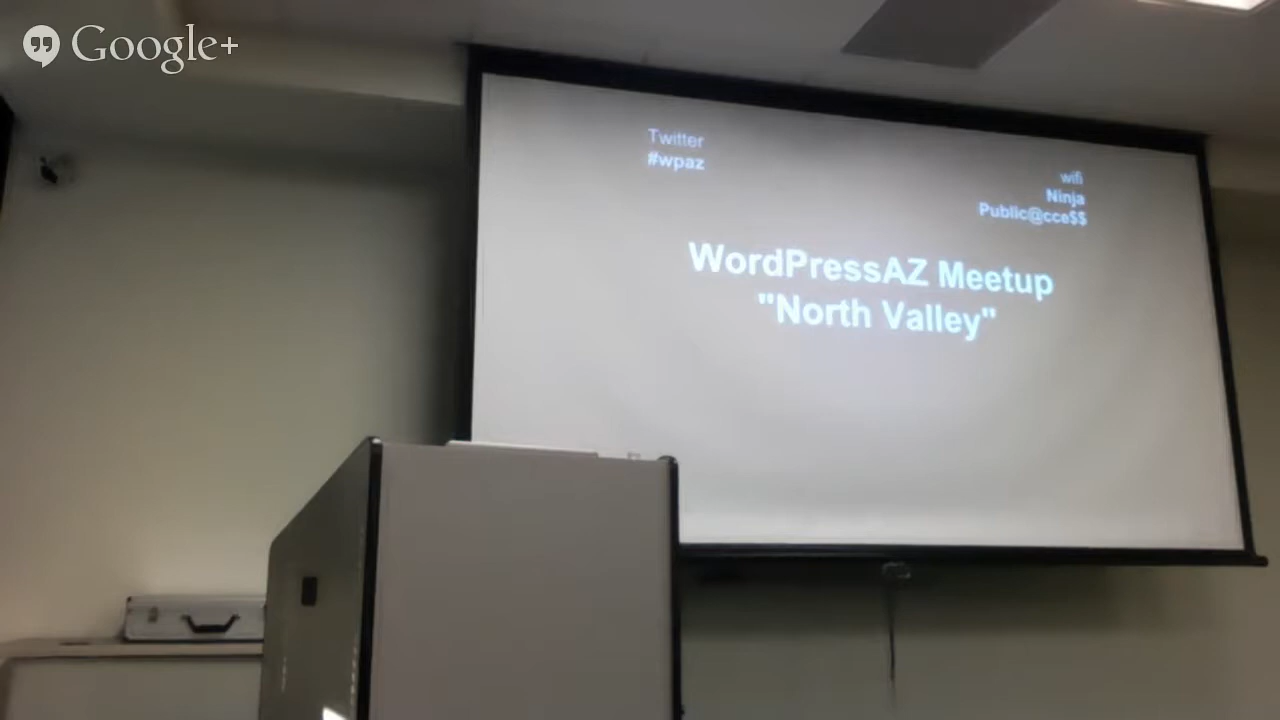 Google+
Twitter
#wpaz
wifi
Ninja
Public@cce$$
WordPressAZ Meetup
"North Valley"